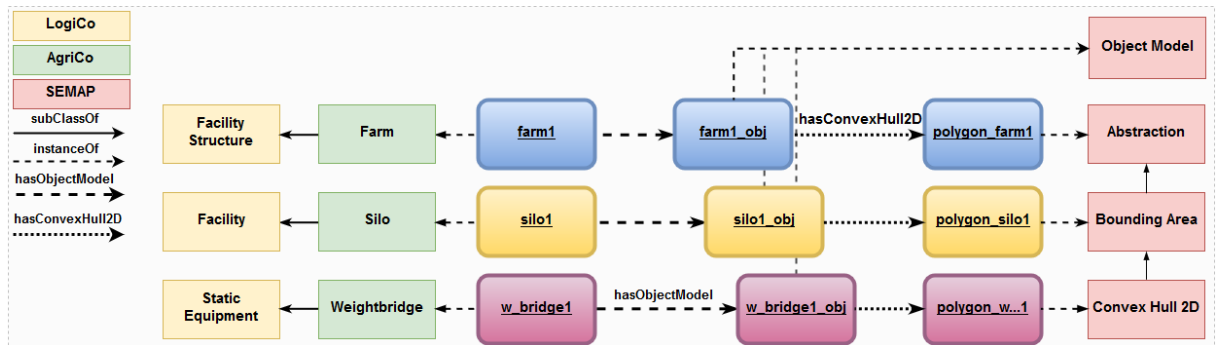 LogiCo
AgriCo
SEMAP
subClassOf
instanceOf
hasObjectModel
hasConvexHull2D
Object Model
Facility
Structure
Farm
farm1
farm1_obj
hasConvexHull2D
polygon_farm1
Abstraction
Facility
Silo
silo1
silo1_obj
polygon_silo1
Bounding Area
Static
Equipment
Weightbridge
w_bridge1
hasObjectModel
w_bridge1_obj
polygon_w...1
Convex Hull 2D